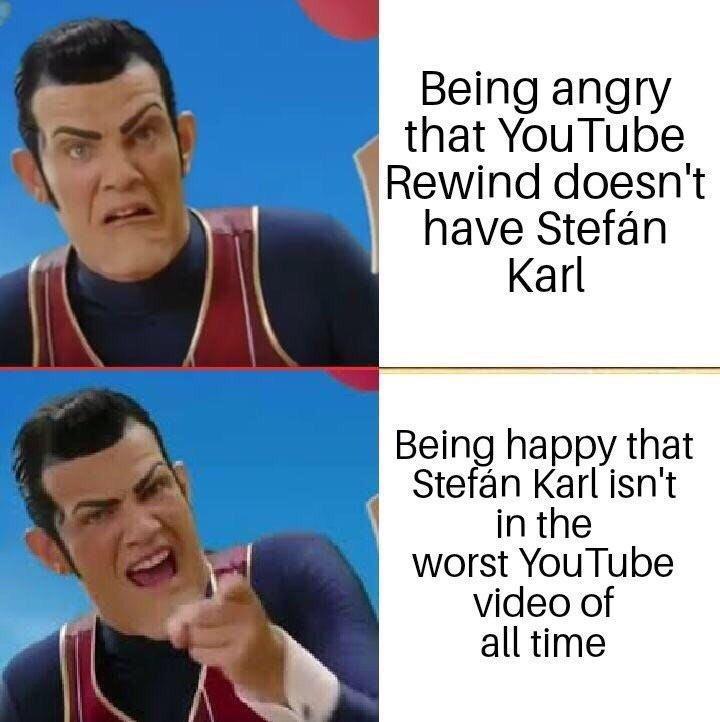 Being angry
that YouTube
Rewind doesn't
have Stefán
Karl
Being happy that
Stefán Karl isn't
in the
worst YouTube
video of
all time